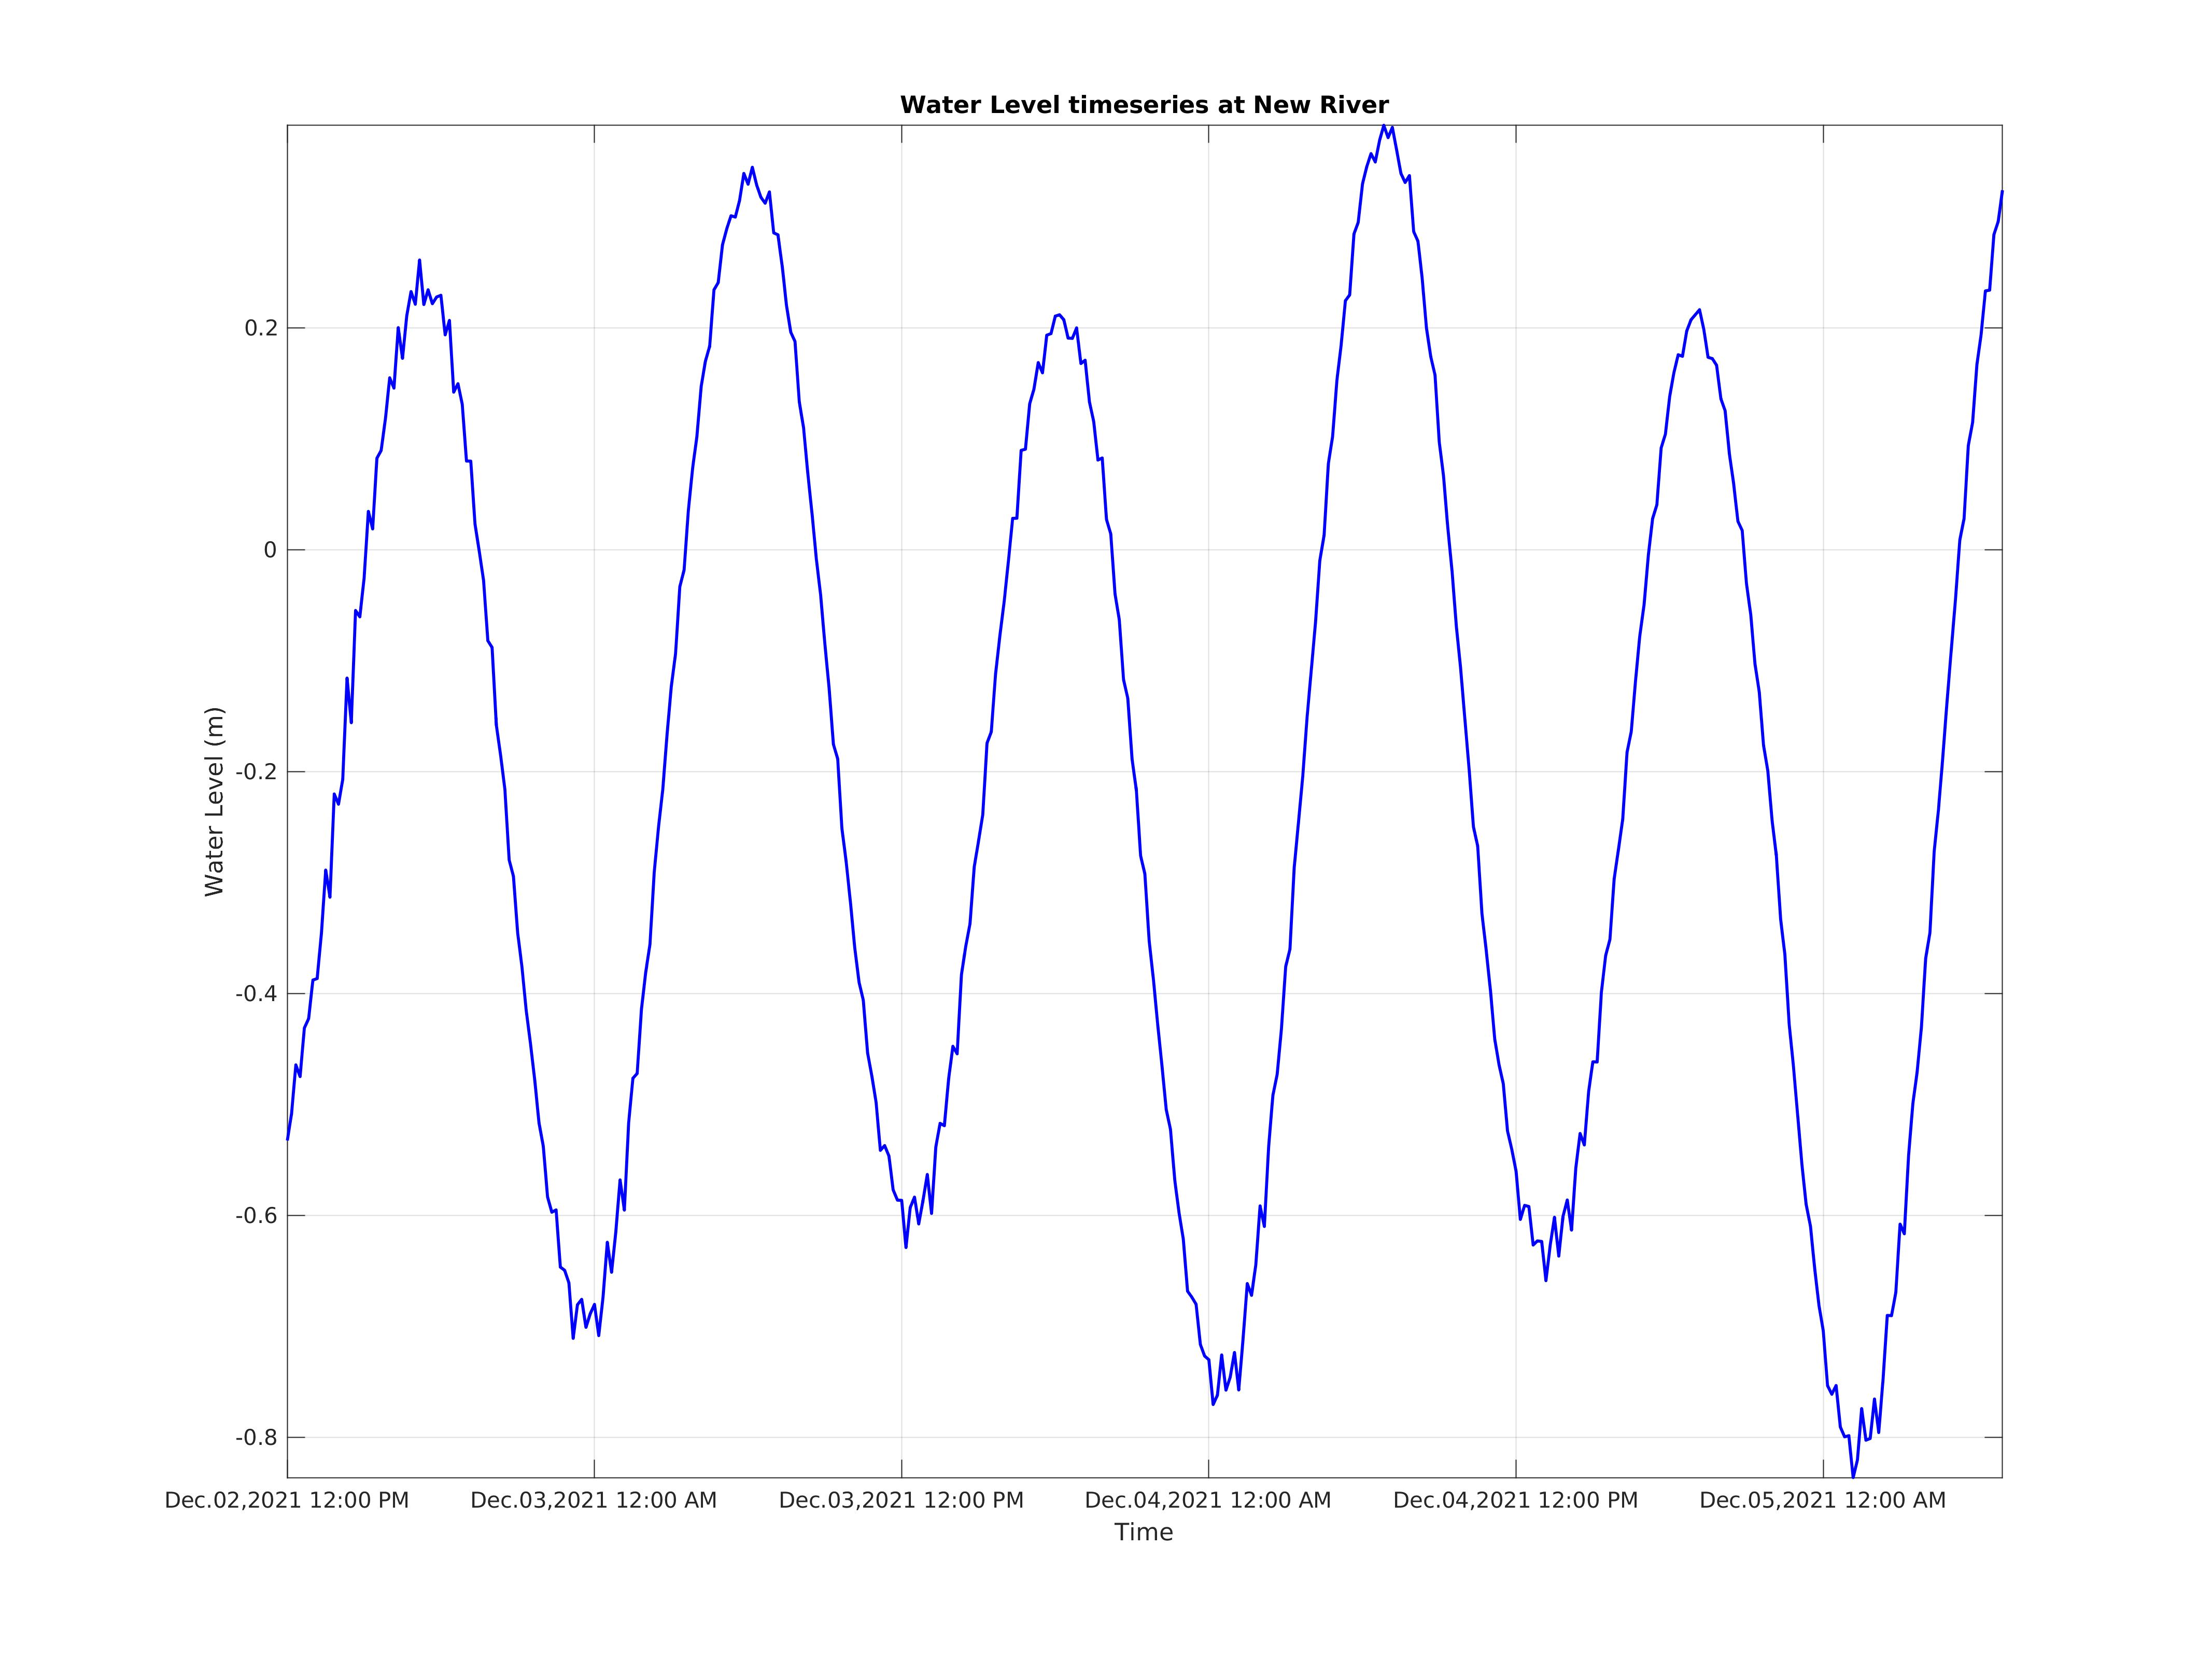 Water Level timeseries at New River
Water Level (m)
0.2
0
-0.2
-0.4
-0.6
-0.8
Dec.02,2021 12:00 PM
Dec.03,2021 12:00 AM
Dec.03,2021 12:00 PM
Dec.04,2021 12:00 AM
Dec.04,2021 12:00 PM
Dec.05,2021 12:00 AM
Time